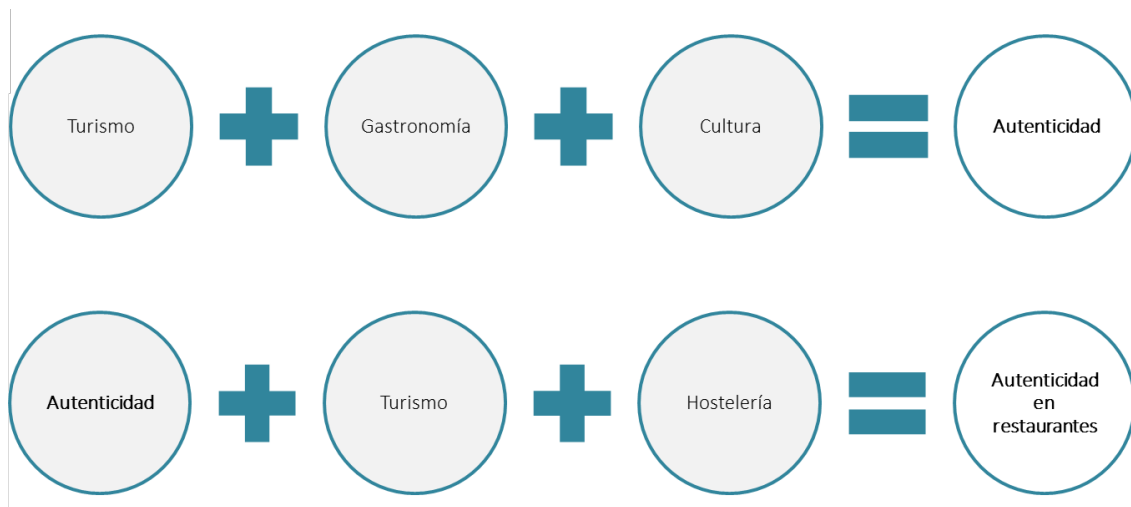 Turismo
Gastronomía
Cultura
Autenticidad
Autenticidad
Turismo
Hostelería
Autenticidad
en
restaurantes